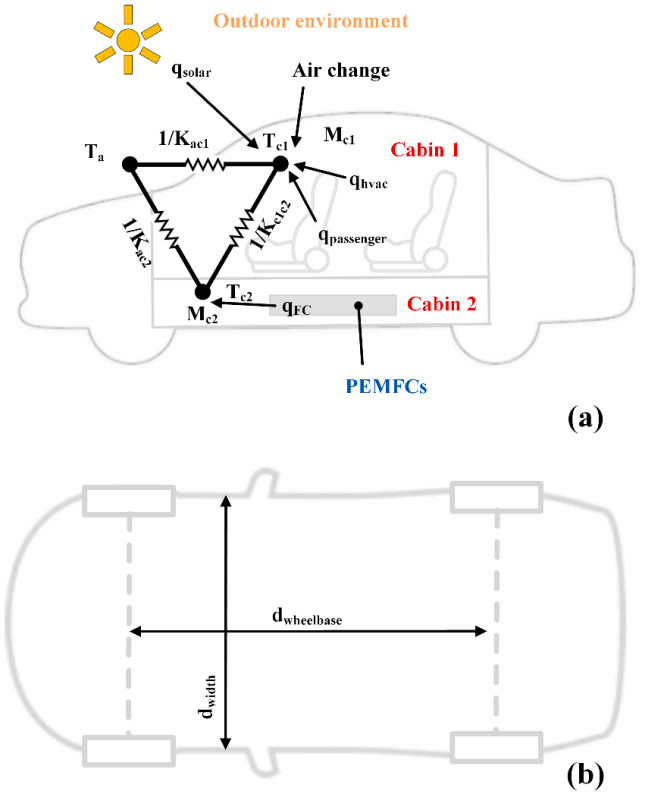 Outdoor environment
q_solar
Air change
1/K_ac1
T_c1
M_c1
T_a
Cabin 1
q_hvac
1/K_ac2
1/K_c1c2
q_passenger
T_c2
M_c2
q_FC
Cabin 2
PEMFCs
(a)
d_wheelbase
d_width
(b)